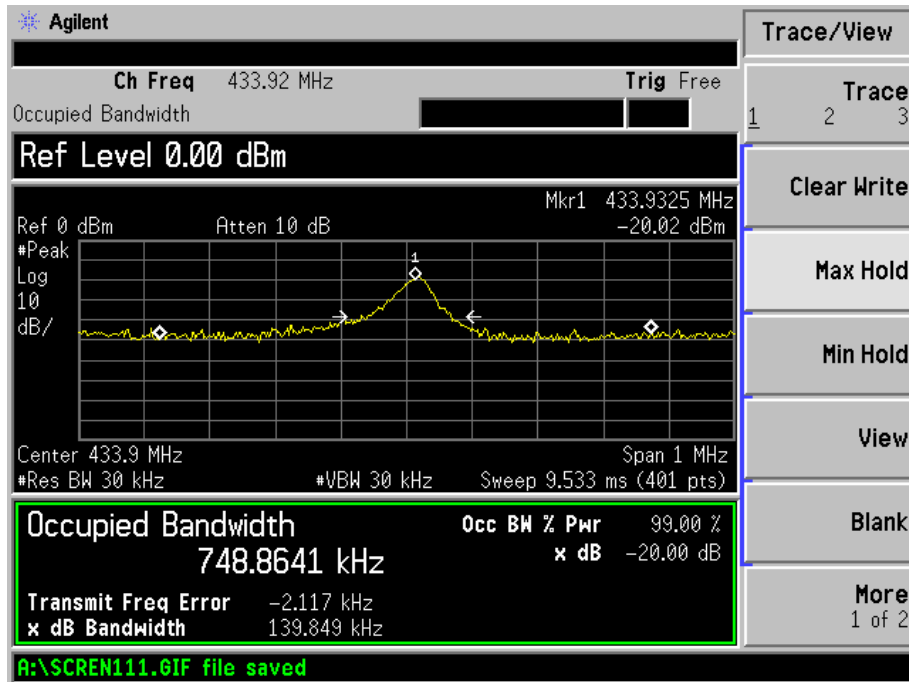 Agilent
Ch Freq 433.92 MHz Trig Free
Occupied Bandwidth
Ref Level 0.00 dBm
Mkr1 433.9325 MHz
Ref 0 dBm Atten 10 dB -20.02 dBm
#Peak
Log
10
dB/
1
Center 433.9 MHz Span 1 MHz
#Res BW 30 kHz #VBW 30 kHz Sweep 9.533 ms (401 pts)
Occupied Bandwidth Occ BW % Pwr 99.00 %
748.8641 kHz x dB -20.00 dB
Transmit Freq Error -2.117 kHz
x dB Bandwidth 139.849 kHz
A:\SCREN111.GIF file saved
Trace/View
Trace
1 2 3
Clear Write
Max Hold
Min Hold
View
Blank
More
1 of 2